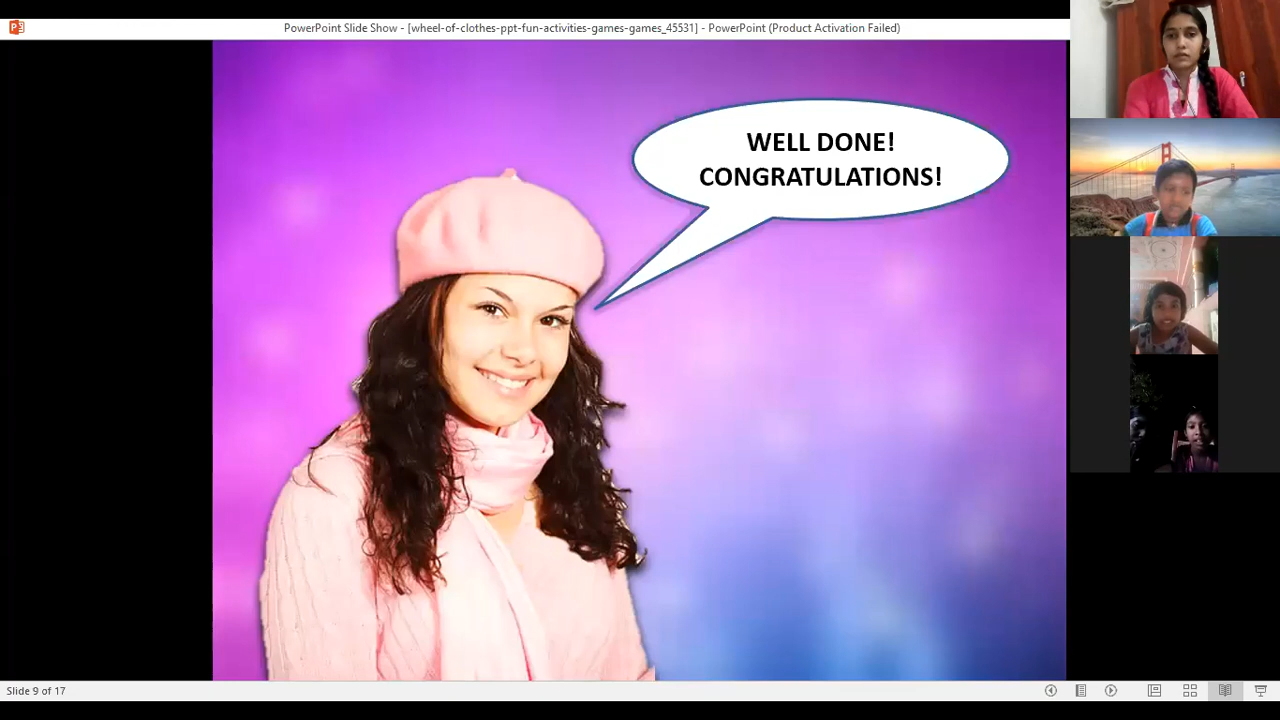 PowerPoint Slide Show - [wheel-of-clothes-ppt-fun-activities-games-games_45531] - PowerPoint (Product Activation Failed)
WELL DONE!
CONGRATULATIONS!
Slide 9 of 17